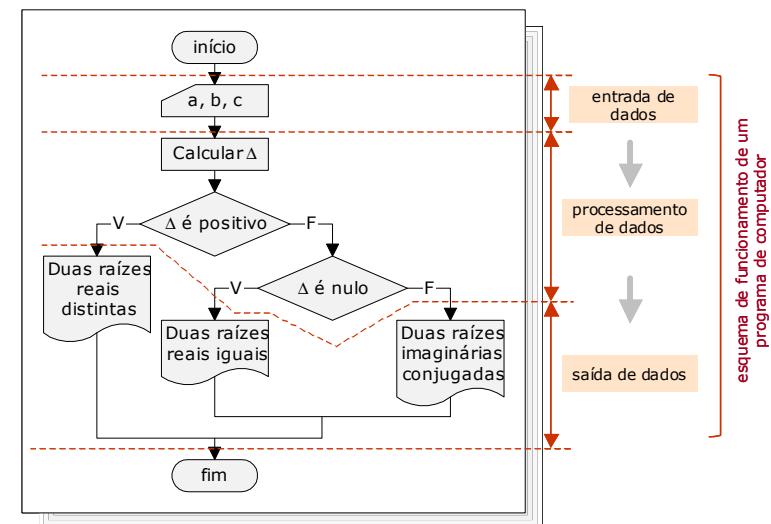 início
a, b, c
Calcular Δ
Δ é positivo
V
F
Duas raízes
reais
distintas
Δ é nulo
V
F
Duas raízes
reais iguais
Duas raízes
imaginárias
conjugadas
fim
entrada de
dados
processamento
de dados
saída de dados
esquema de funcionamento de um
programa de computador